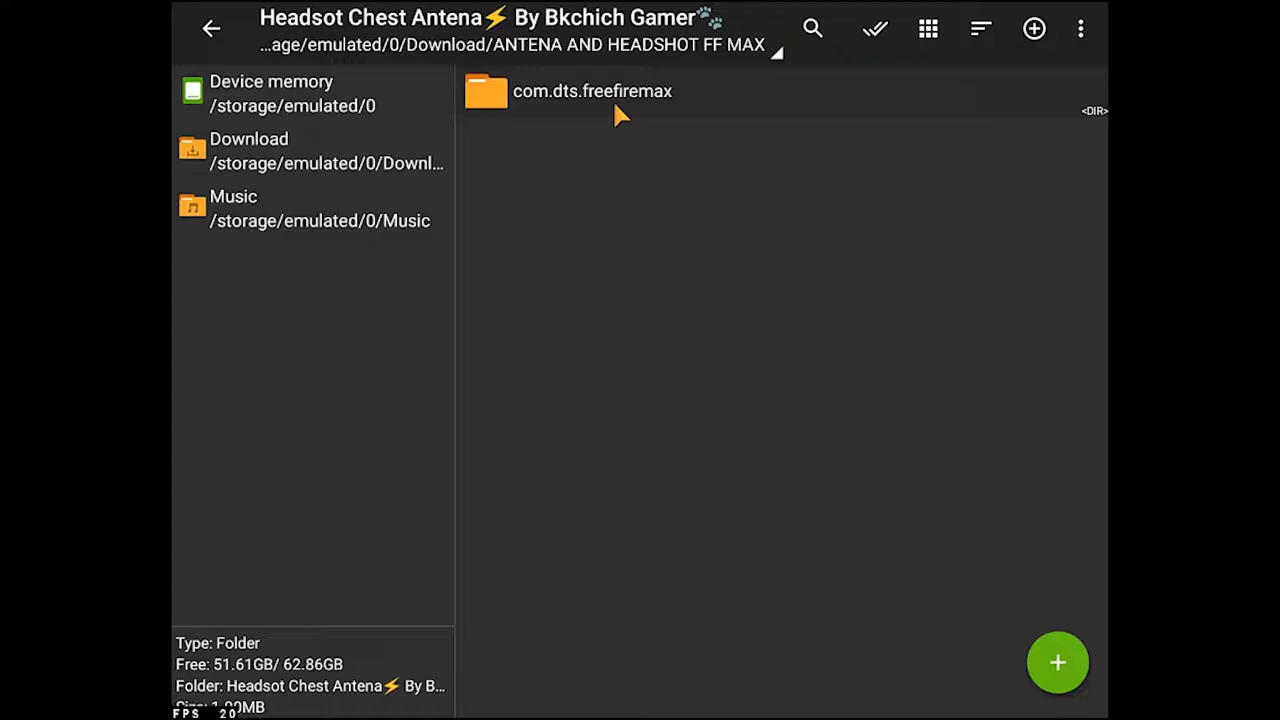 Headsot Chest Antena⚡ By Bkchich Gamer🐾
...age/emulated/0/Download/ANTENA AND HEADSHOT FF MAX
Device memory
/storage/emulated/0
Download
/storage/emulated/0/Downl...
Music
/storage/emulated/0/Music
com.dts.freefiremax
<DIR>
Type: Folder
Free: 51.61GB/ 62.86GB
Folder: Headsot Chest Antena⚡ By B...
FPS 20